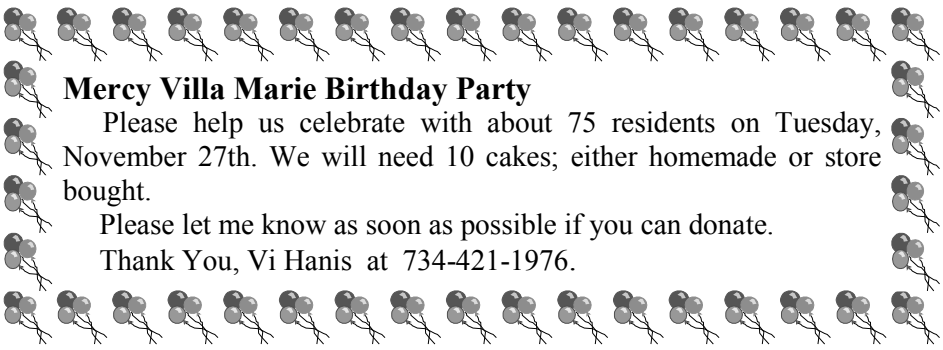 Mercy Villa Marie Birthday Party
Please help us celebrate with about 75 residents on Tuesday,
November 27th. We will need 10 cakes; either homemade or store
bought.
Please let me know as soon as possible if you can donate.
Thank You, Vi Hanis at 734-421-1976.